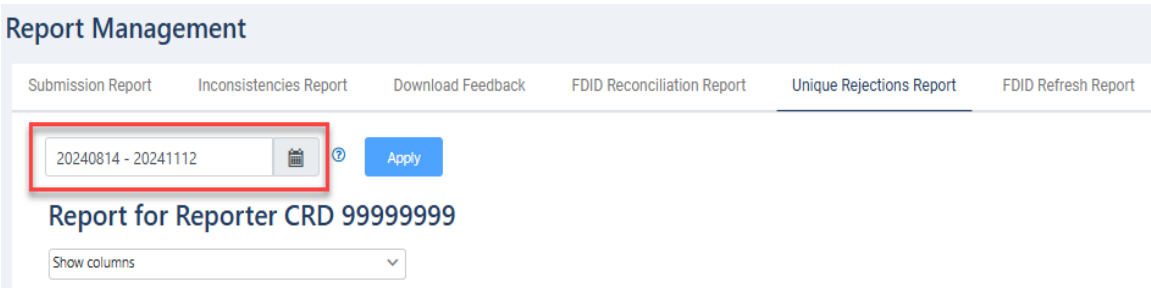 Report Management
Submission Report Inconsistencies Report Download Feedback FDID Reconciliation Report Unique Rejections Report FDID Refresh Report
20240814 - 20241112 ? Apply
Report for Reporter CRD 99999999
Show columns